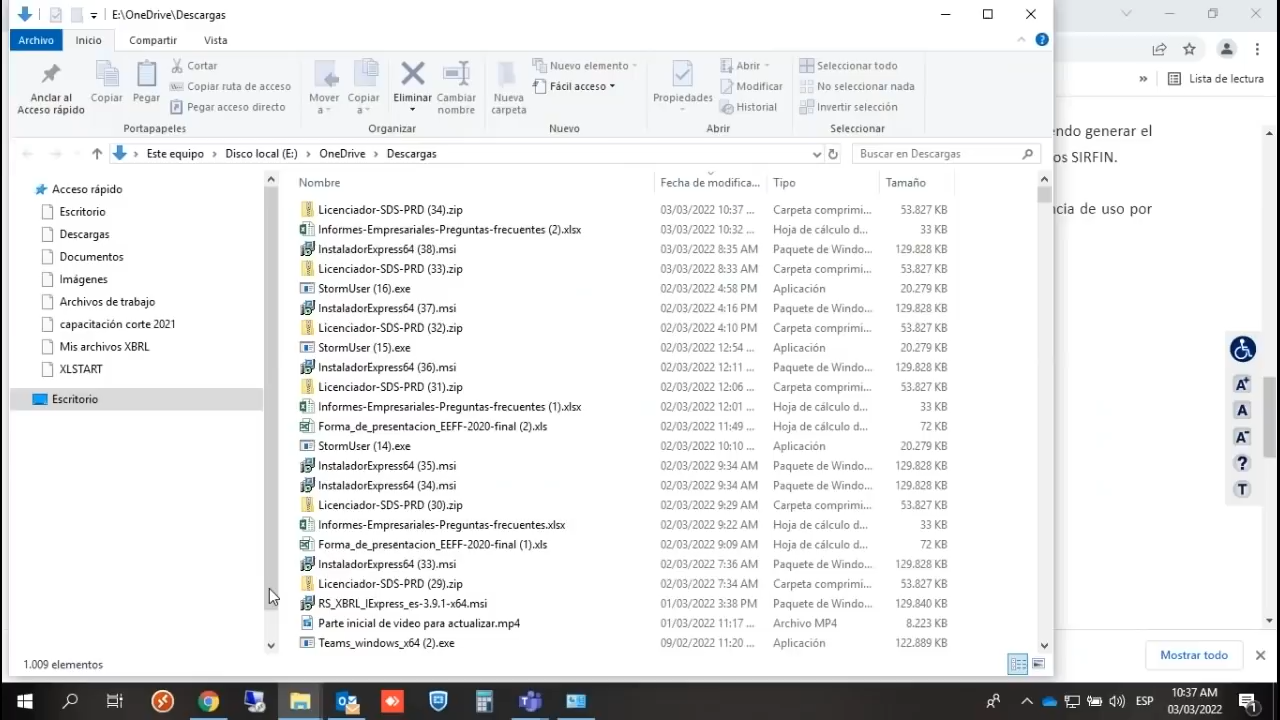 E:\OneDrive\Descargas
Archivo Inicio Compartir Vista
Anclar al Acceso rápido
Copiar
Pegar
Cortar
Copiar ruta de acceso
Pegar acceso directo
Portapapeles
Mover a
Copiar a
Eliminar
Cambiar nombre
Organizar
Nueva carpeta
Nuevo elemento
Fácil acceso
Nuevo
Propiedades
Abrir
Modificar
Historial
Abrir
Seleccionar todo
No seleccionar nada
Invertir selección
Seleccionar
Este equipo > Disco local (E:) > OneDrive > Descargas
Buscar en Descargas
Acceso rápido
Escritorio
Descargas
Documentos
Imágenes
Archivos de trabajo
capacitación corte 2021
Mis archivos XBRL
XLSTART
Escritorio
Nombre Fecha de modifica... Tipo Tamaño
Licenciador-SDS-PRD (34).zip 03/03/2022 10:37 ... Carpeta comprimi... 53.827 KB
Informes-Empresariales-Preguntas-frecuentes (2).xlsx 03/03/2022 10:32 ... Hoja de cálculo d... 33 KB
InstaladorExpress64 (38).msi 03/03/2022 8:35 AM Paquete de Windo... 129.828 KB
Licenciador-SDS-PRD (33).zip 03/03/2022 8:33 AM Carpeta comprimi... 53.827 KB
StormUser (16).exe 02/03/2022 4:58 PM Aplicación 20.279 KB
InstaladorExpress64 (37).msi 02/03/2022 4:16 PM Paquete de Windo... 129.828 KB
Licenciador-SDS-PRD (32).zip 02/03/2022 4:10 PM Carpeta comprimi... 53.827 KB
StormUser (15).exe 02/03/2022 12:54 ... Aplicación 20.279 KB
InstaladorExpress64 (36).msi 02/03/2022 12:11 ... Paquete de Windo... 129.828 KB
Licenciador-SDS-PRD (31).zip 02/03/2022 12:06 ... Carpeta comprimi... 53.827 KB
Informes-Empresariales-Preguntas-frecuentes (1).xlsx 02/03/2022 12:01 ... Hoja de cálculo d... 33 KB
Forma_de_presentacion_EEFF-2020-final (2).xls 02/03/2022 11:49 ... Hoja de cálculo d... 72 KB
StormUser (14).exe 02/03/2022 10:10 ... Aplicación 20.279 KB
InstaladorExpress64 (35).msi 02/03/2022 9:34 AM Paquete de Windo... 129.828 KB
InstaladorExpress64 (34).msi 02/03/2022 9:34 AM Paquete de Windo... 129.828 KB
Licenciador-SDS-PRD (30).zip 02/03/2022 9:29 AM Carpeta comprimi... 53.827 KB
Informes-Empresariales-Preguntas-frecuentes.xlsx 02/03/2022 9:22 AM Hoja de cálculo d... 33 KB
Forma_de_presentacion_EEFF-2020-final (1).xls 02/03/2022 9:09 AM Hoja de cálculo d... 72 KB
InstaladorExpress64 (33).msi 02/03/2022 7:36 AM Paquete de Windo... 129.828 KB
Licenciador-SDS-PRD (29).zip 02/03/2022 7:34 AM Carpeta comprimi... 53.827 KB
RS_XBRL_IExpress_es-3.9.1-x64.msi 01/03/2022 3:38 PM Paquete de Windo... 129.840 KB
Parte inicial de video para actualizar.mp4 01/03/2022 11:17 ... Archivo MP4 8.223 KB
Teams_windows_x64 (2).exe 09/02/2022 11:20 ... Aplicación 122.889 KB
1.009 elementos
» Lista de lectura
endo generar el
os SIRFIN.
cia de uso por
A+
A
A-
?
T
Mostrar todo
ESP
10:37 AM
03/03/2022
1